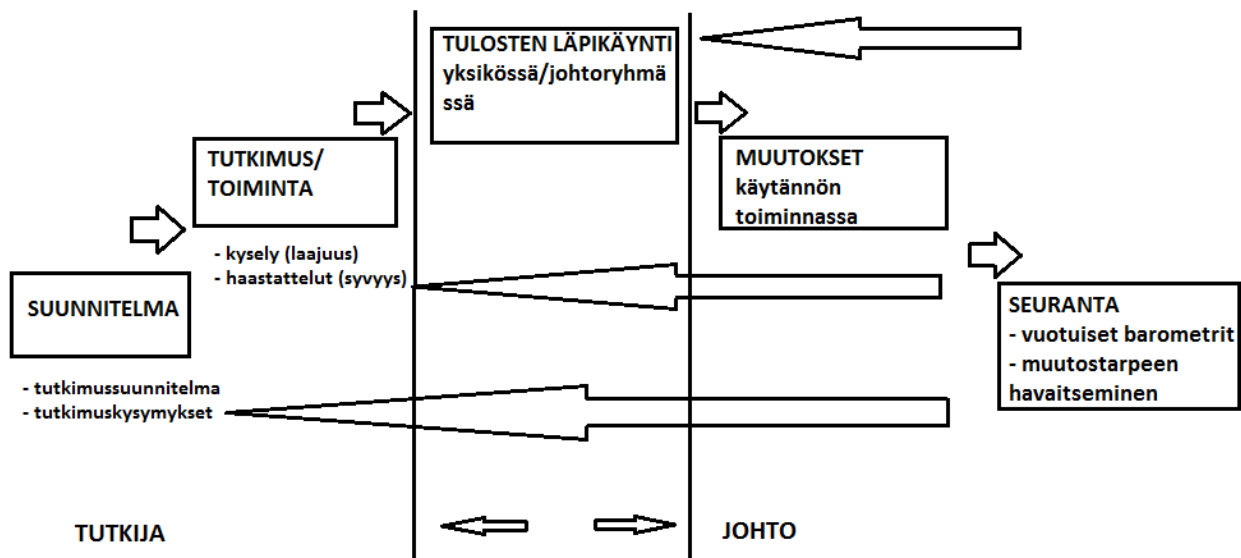 TULOSTEN LÄPIKÄYNTI
yksikössä/johtoryhmä
ssä
TUTKIMUS/
TOIMINTA
MUUTOKSET
käytännön
toiminnassa
- kysely (laajuus)
- haastattelut (syvyys)
SUUNNITELMA
SEURANTA
- vuotuiset barometrit
- muutostarpeen
havaitseminen
- tutkimussuunnitelma
- tutkimuskysymykset
TUTKIJA
JOHTO